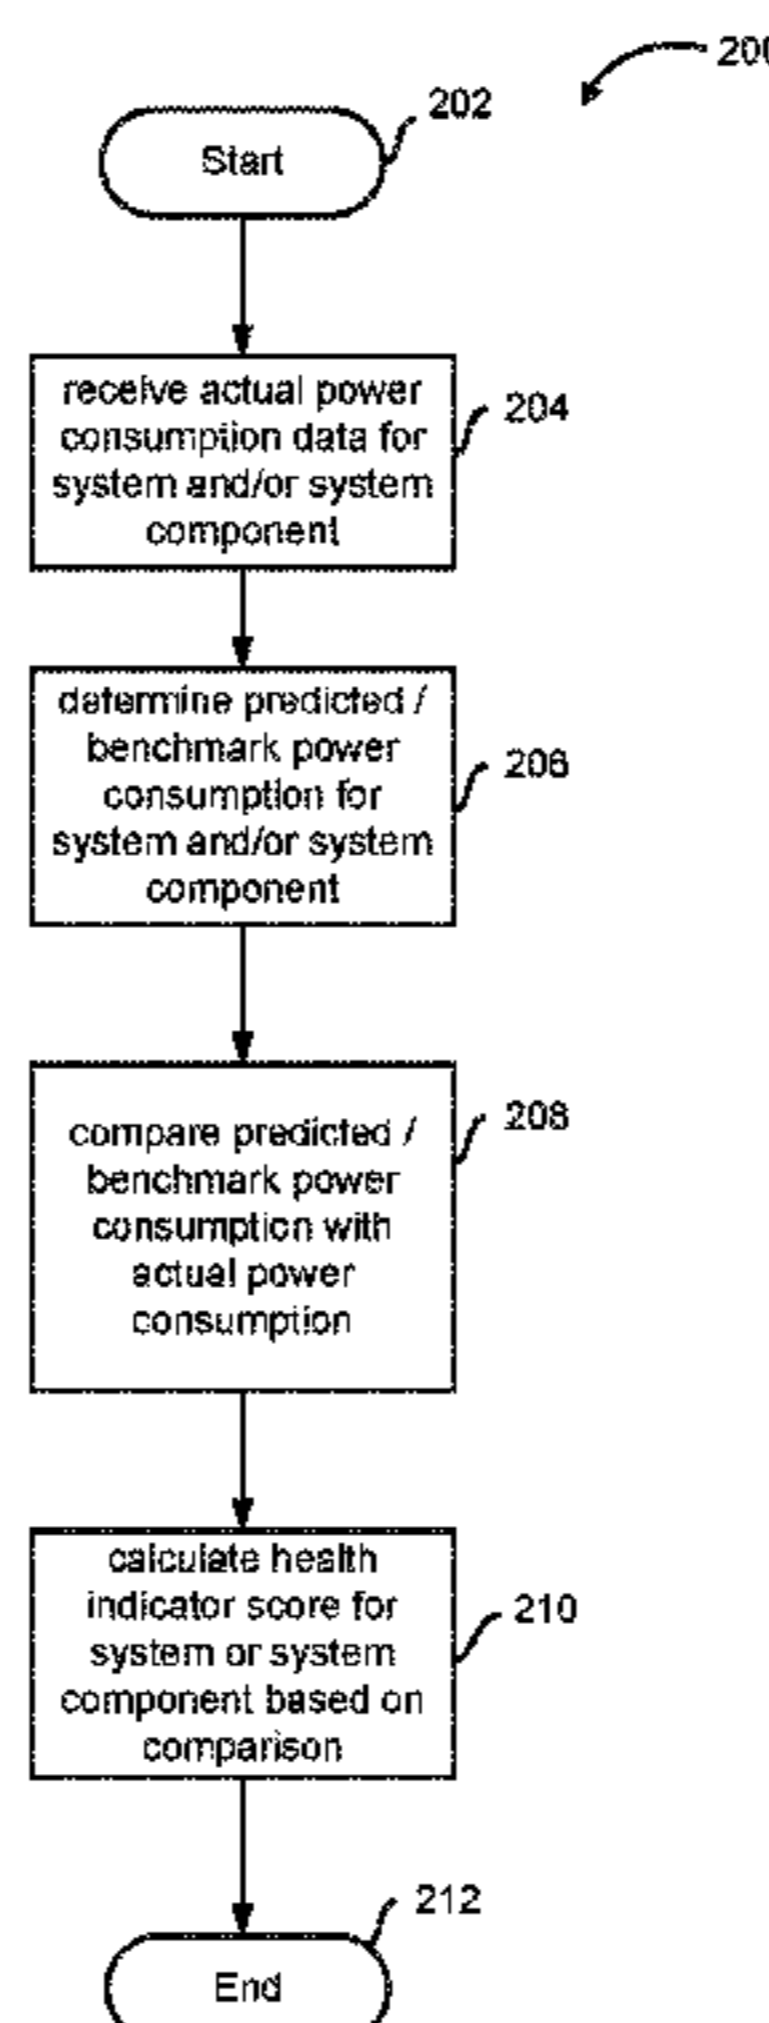 200
202
Start
receive actual power
consumption data for
system and/or system
component
204
determine predicted /
benchmark power
consumption for
system and/or system
component
206
compare predicted /
benchmark power
consumption with
actual power
consumption
208
calculate health
indicator score for
system or system
component based on
comparison
210
212
End